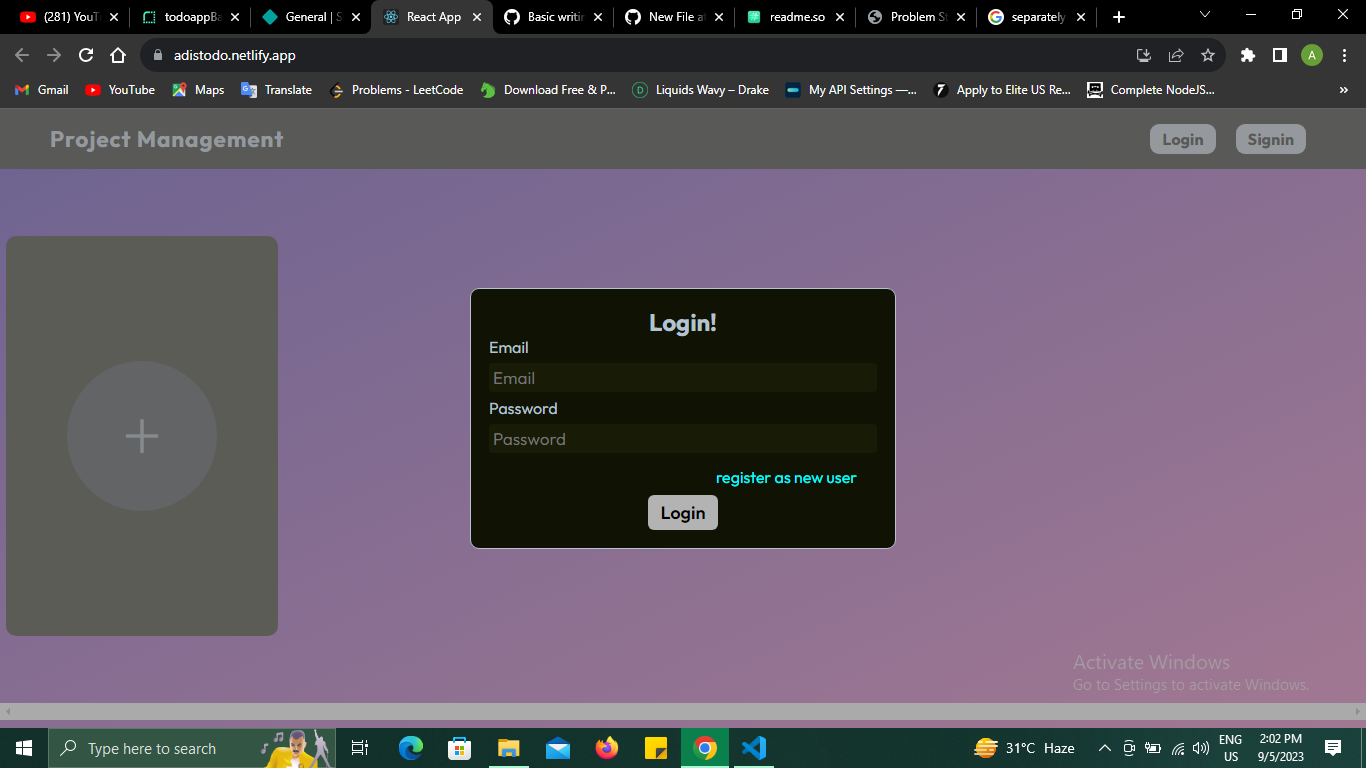 (281) YouT
todoappBa
General | S
React App
Basic writin
New File at
readme.so
Problem St
separately
adistodo.netlify.app
A
Gmail
YouTube
Maps
Translate
Problems - LeetCode
Download Free & P...
Liquids Wavy – Drake
My API Settings —...
Apply to Elite US Re...
Complete NodeJS...
Project Management
Login
Signin
Login!
Email
Email
Password
Password
register as new user
Login
Activate Windows
Go to Settings to activate Windows.
Type here to search
31°C Haze
ENG
US
2:02 PM
9/5/2023